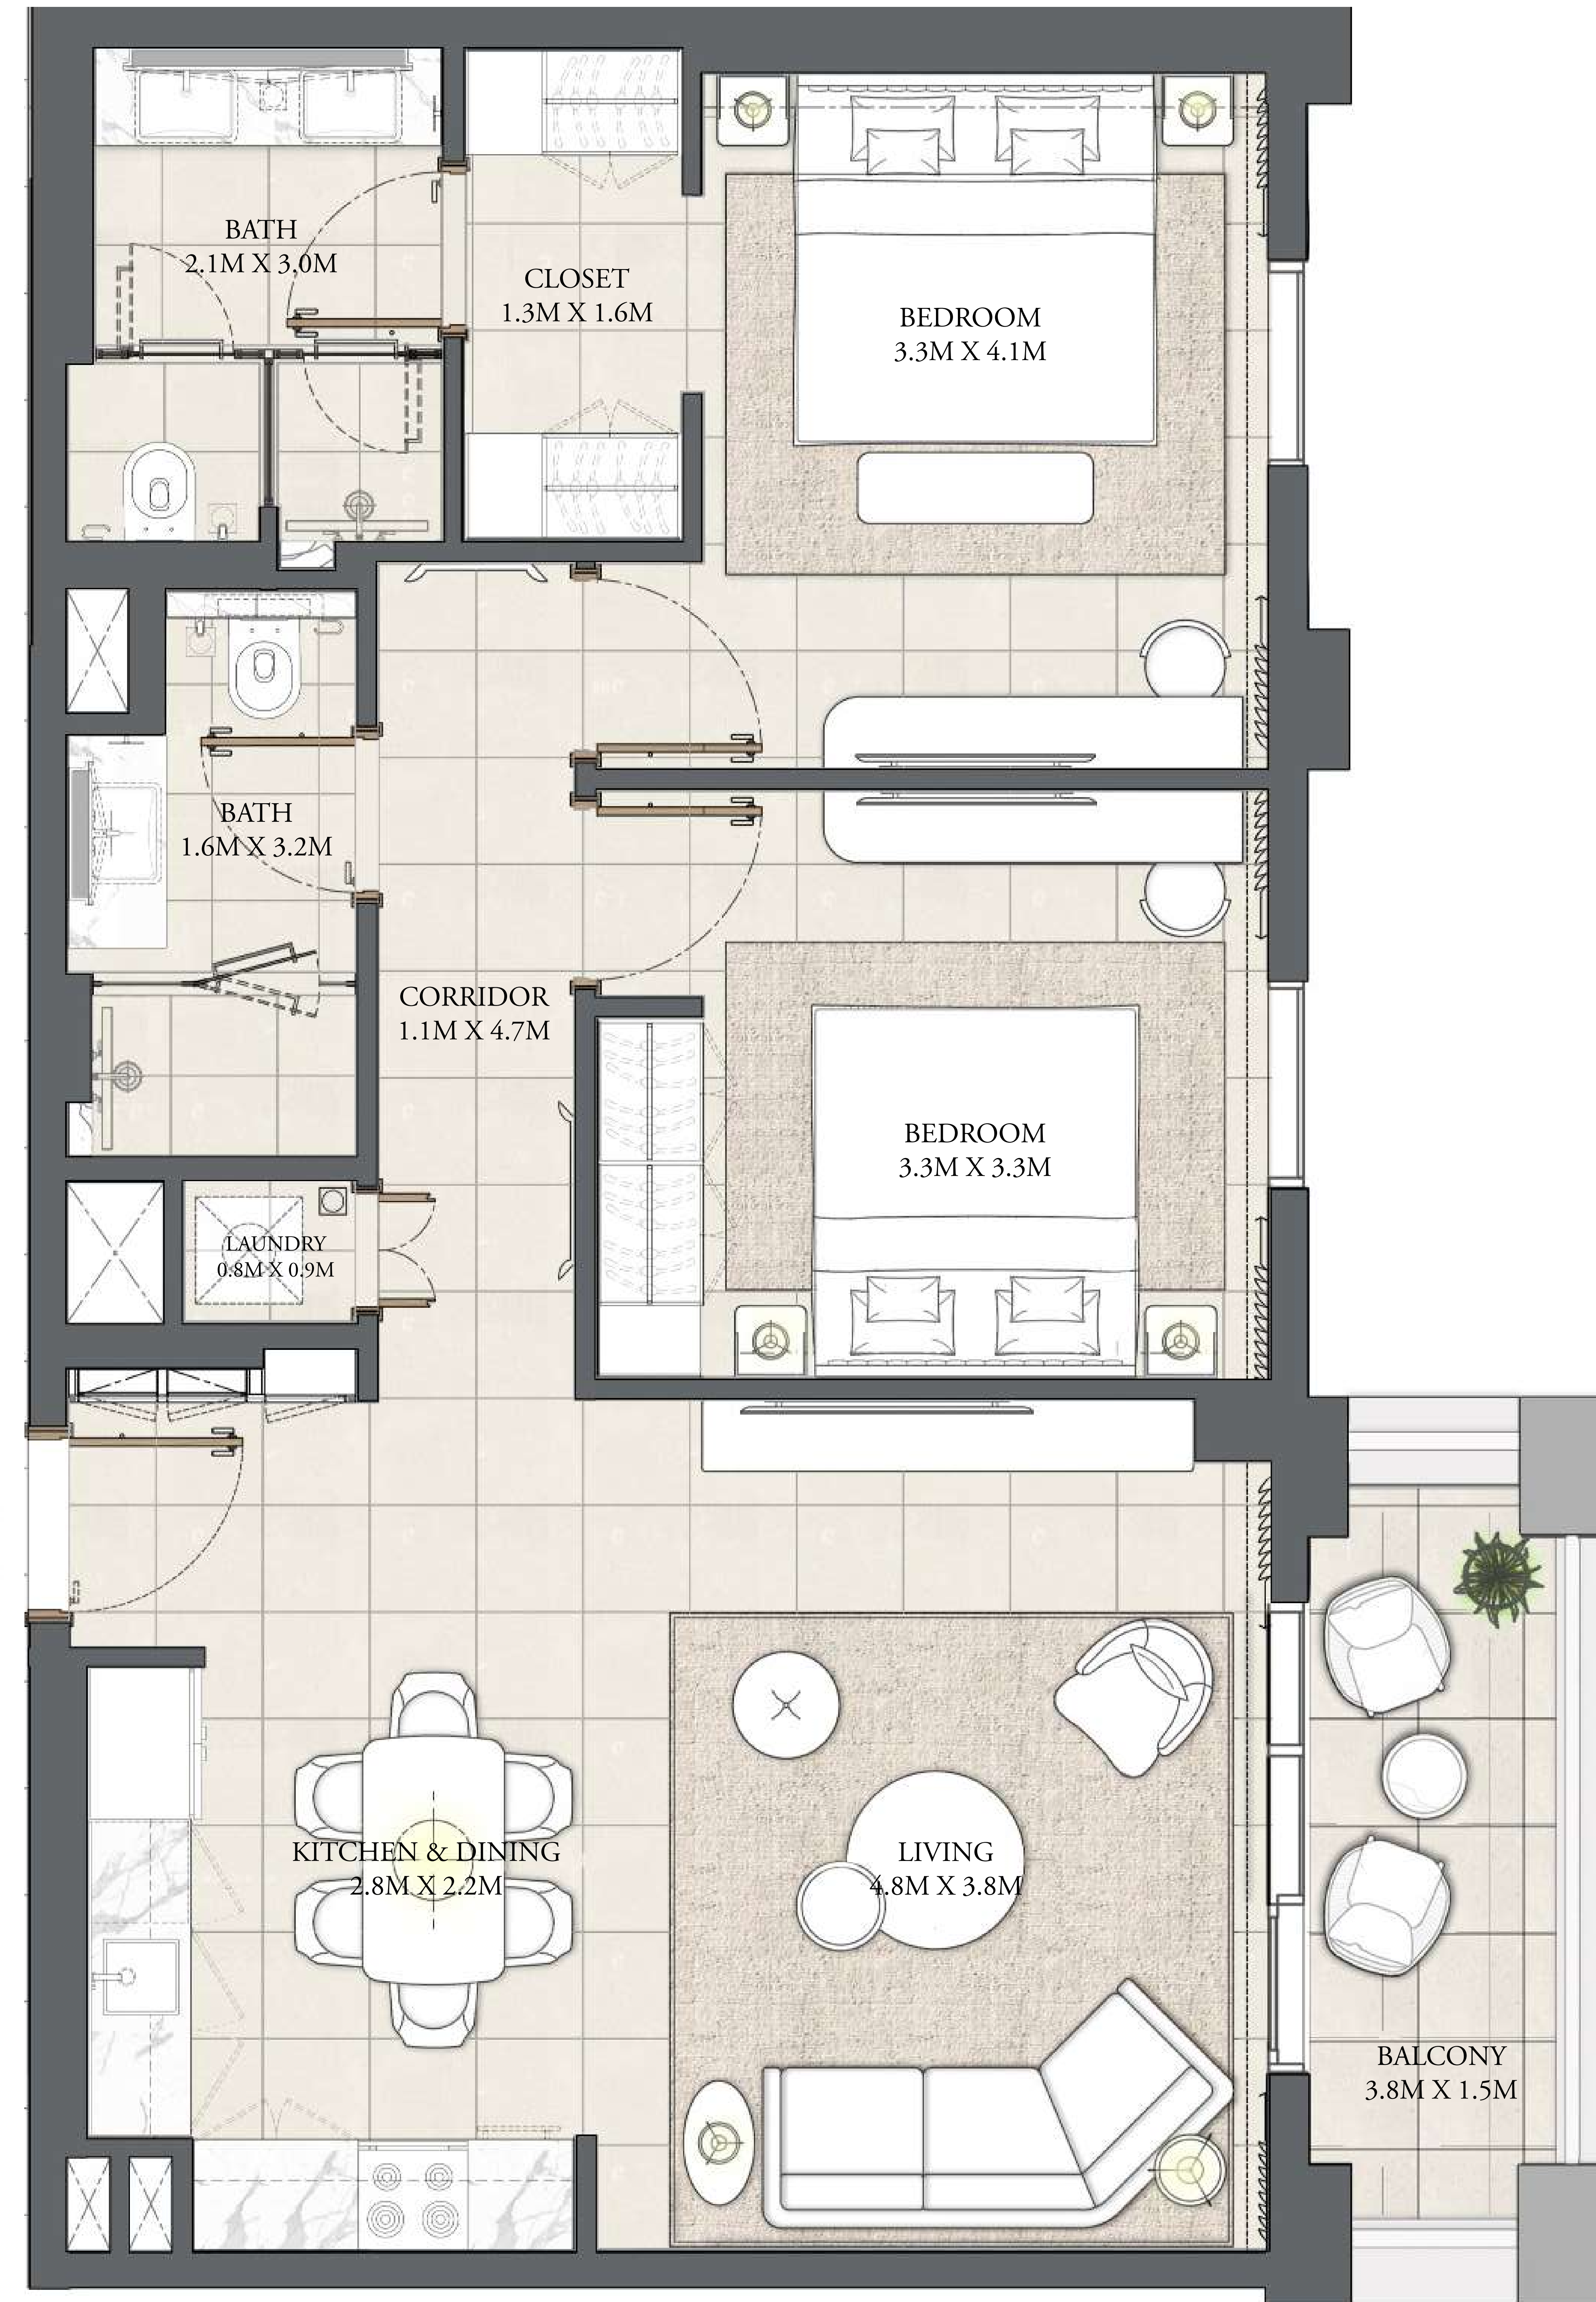 BATH
2.1M X 3.0M
CLOSET
1.3M X 1.6M
BEDROOM
3.3M X 4.1M
BATH
1.6M X 3.2M
CORRIDOR
1.1M X 4.7M
BEDROOM
3.3M X 3.3M
LAUNDRY
0.8M X 0.9M
KITCHEN & DINING
2.8M X 2.2M
LIVING
4.8M X 3.8M
BALCONY
3.8M X 1.5M